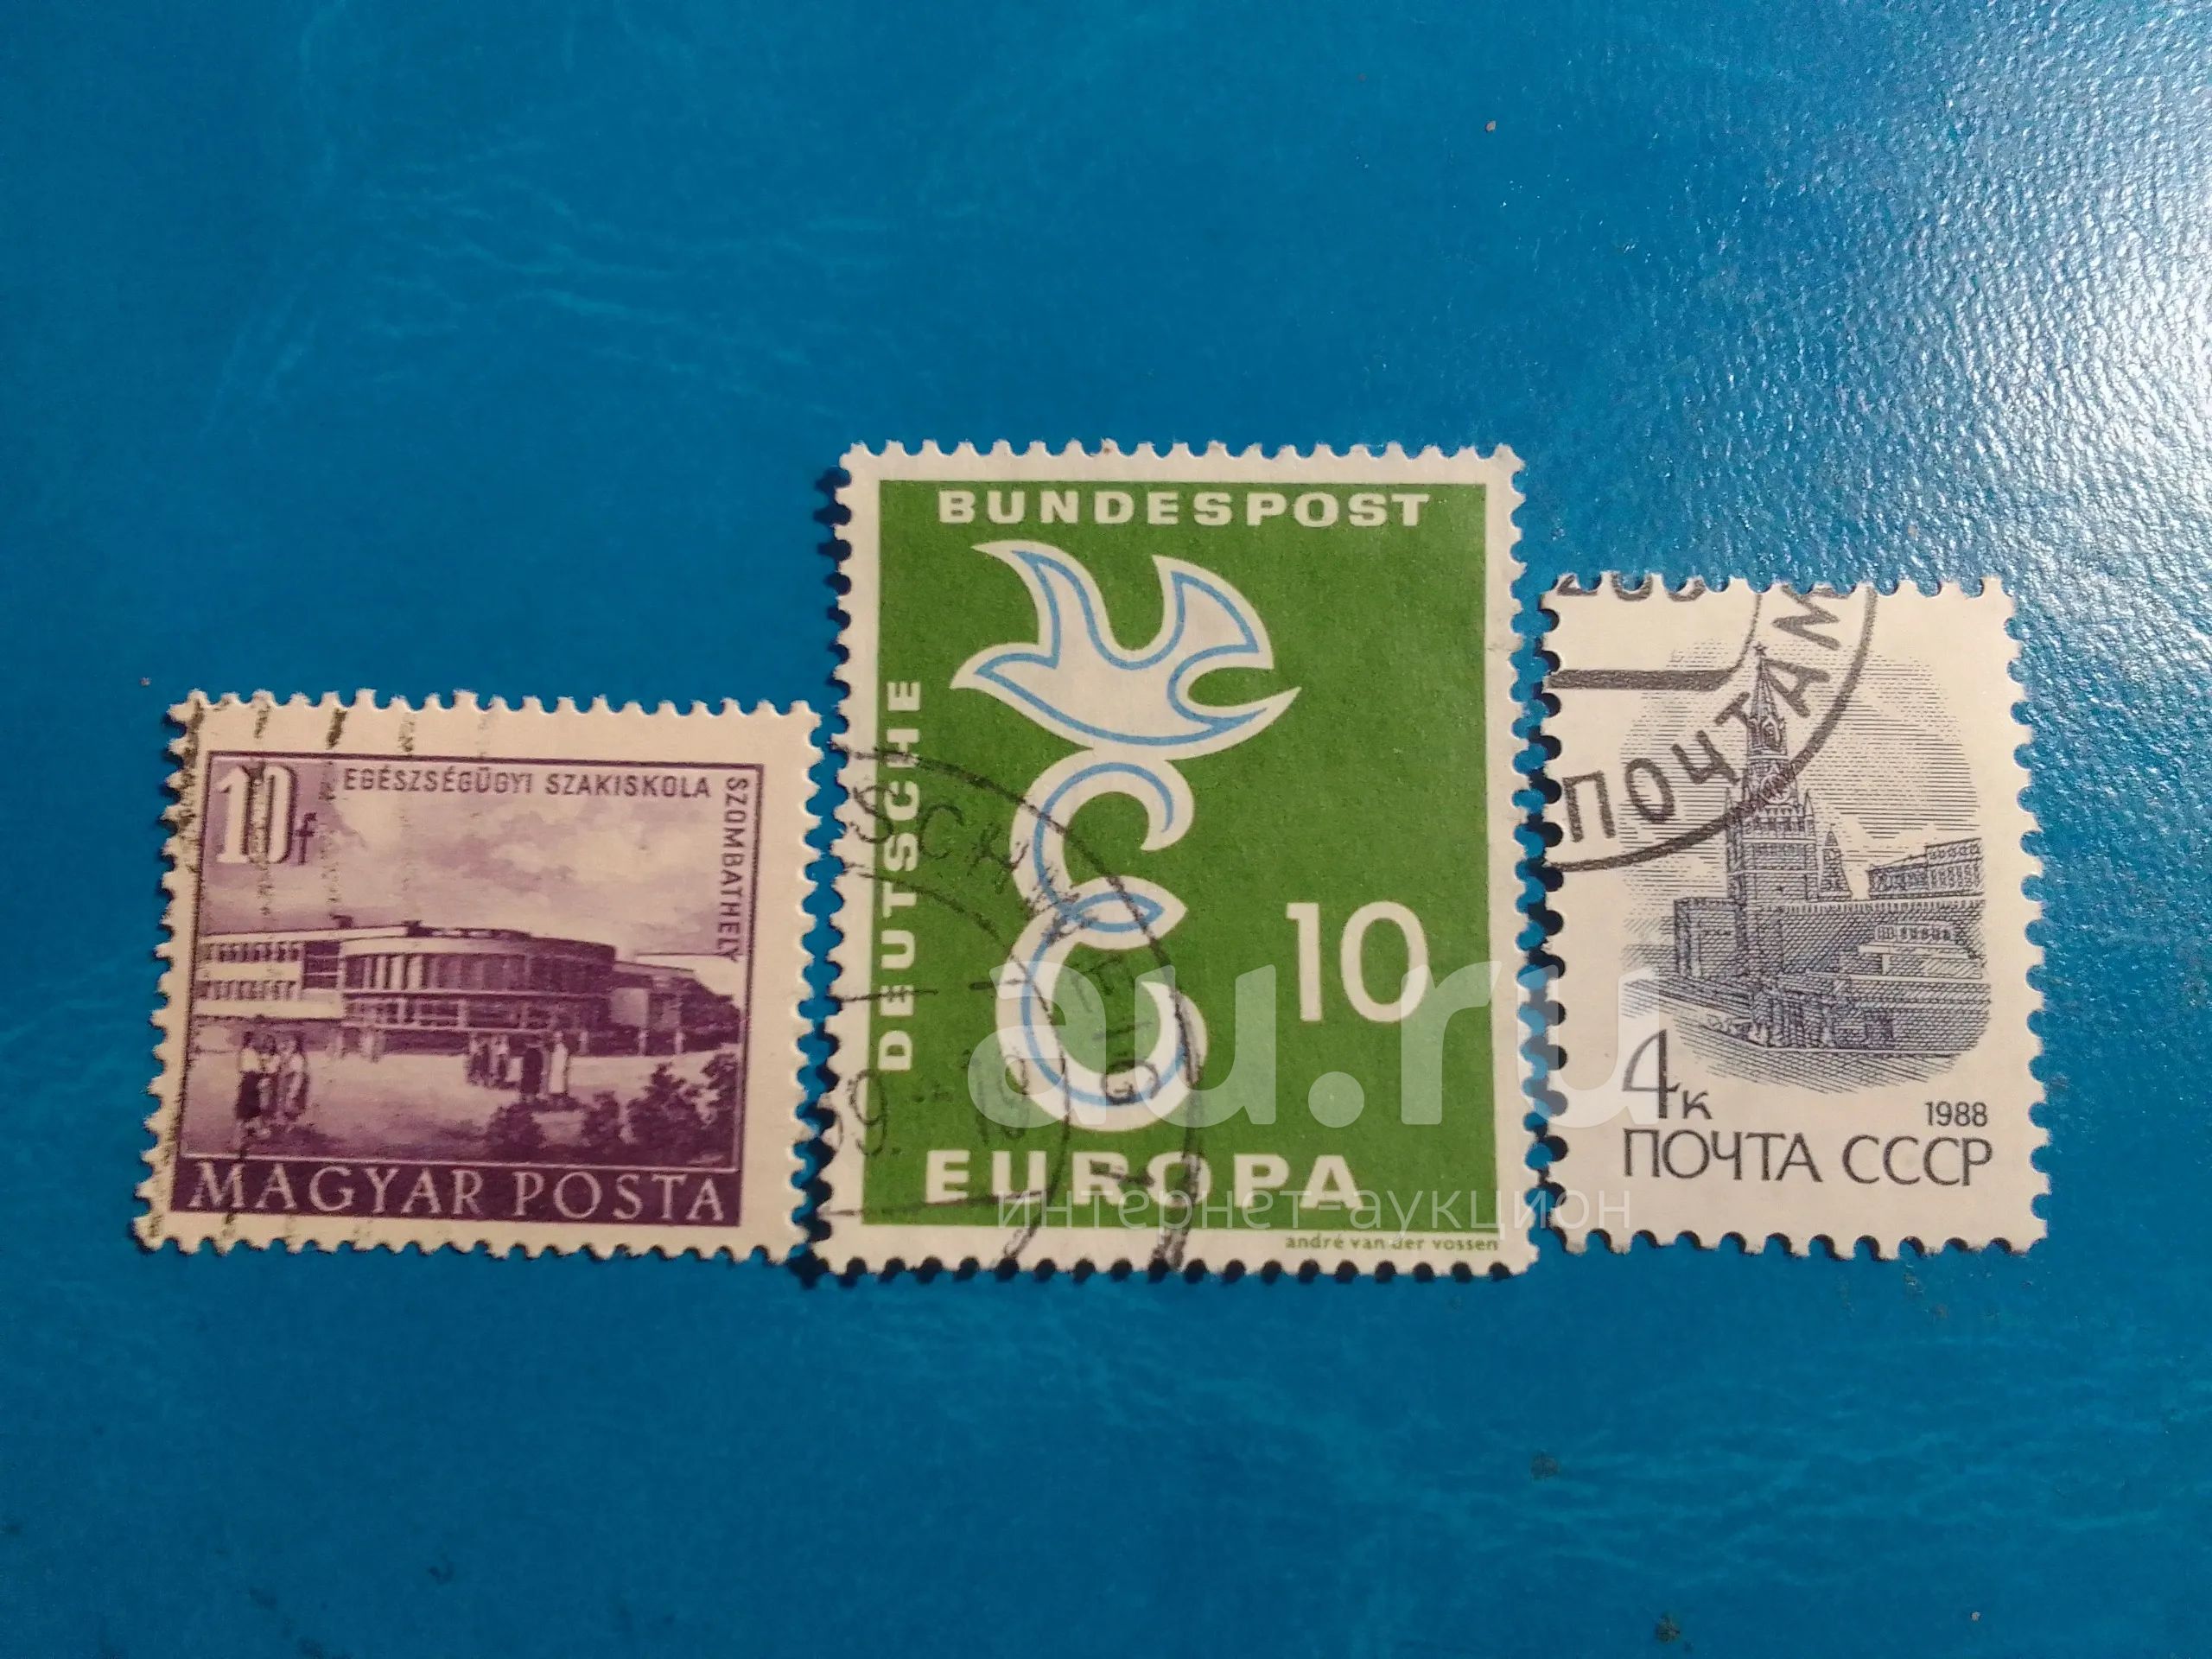 10f
EGÉSZSÉGÜGYI SZAKISKOLA
SZOMBATHELY
MAGYAR POSTA
BUNDESPOST
DEUTSCHE
10
EUROPA
andré van der vossen
ПОЧТАМ
4к
1988
ПОЧТА СССР
au.ru
интернет-аукцион